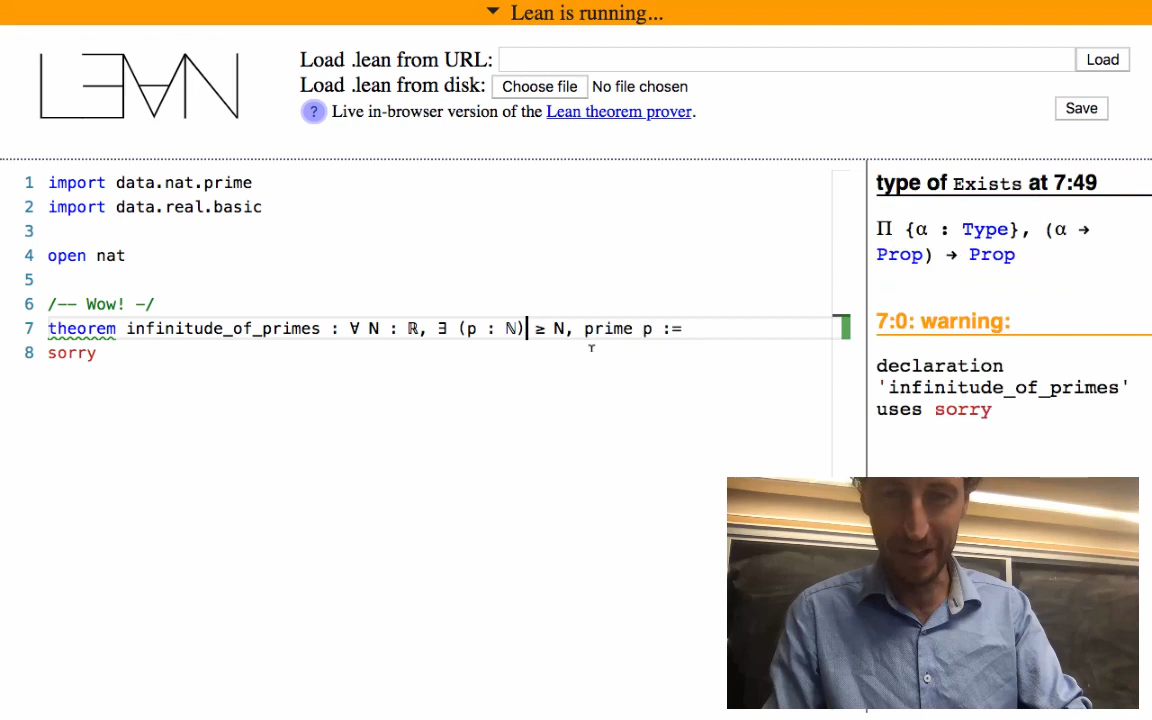 Lean is running...
LEAN
Load .lean from URL:
Load
Load .lean from disk: Choose file No file chosen
? Live in-browser version of the Lean theorem prover.
Save
1 import data.nat.prime
2 import data.real.basic
3
4 open nat
5
6 /-- Wow! -/
7 theorem infinitude_of_primes : ∀ N : ℝ, ∃ (p : ℕ) ≥ N, prime p :=
8 sorry
type of Exists at 7:49
Π {α : Type}, (α →
Prop) → Prop
7:0: warning:
declaration
'infinitude_of_primes'
uses sorry